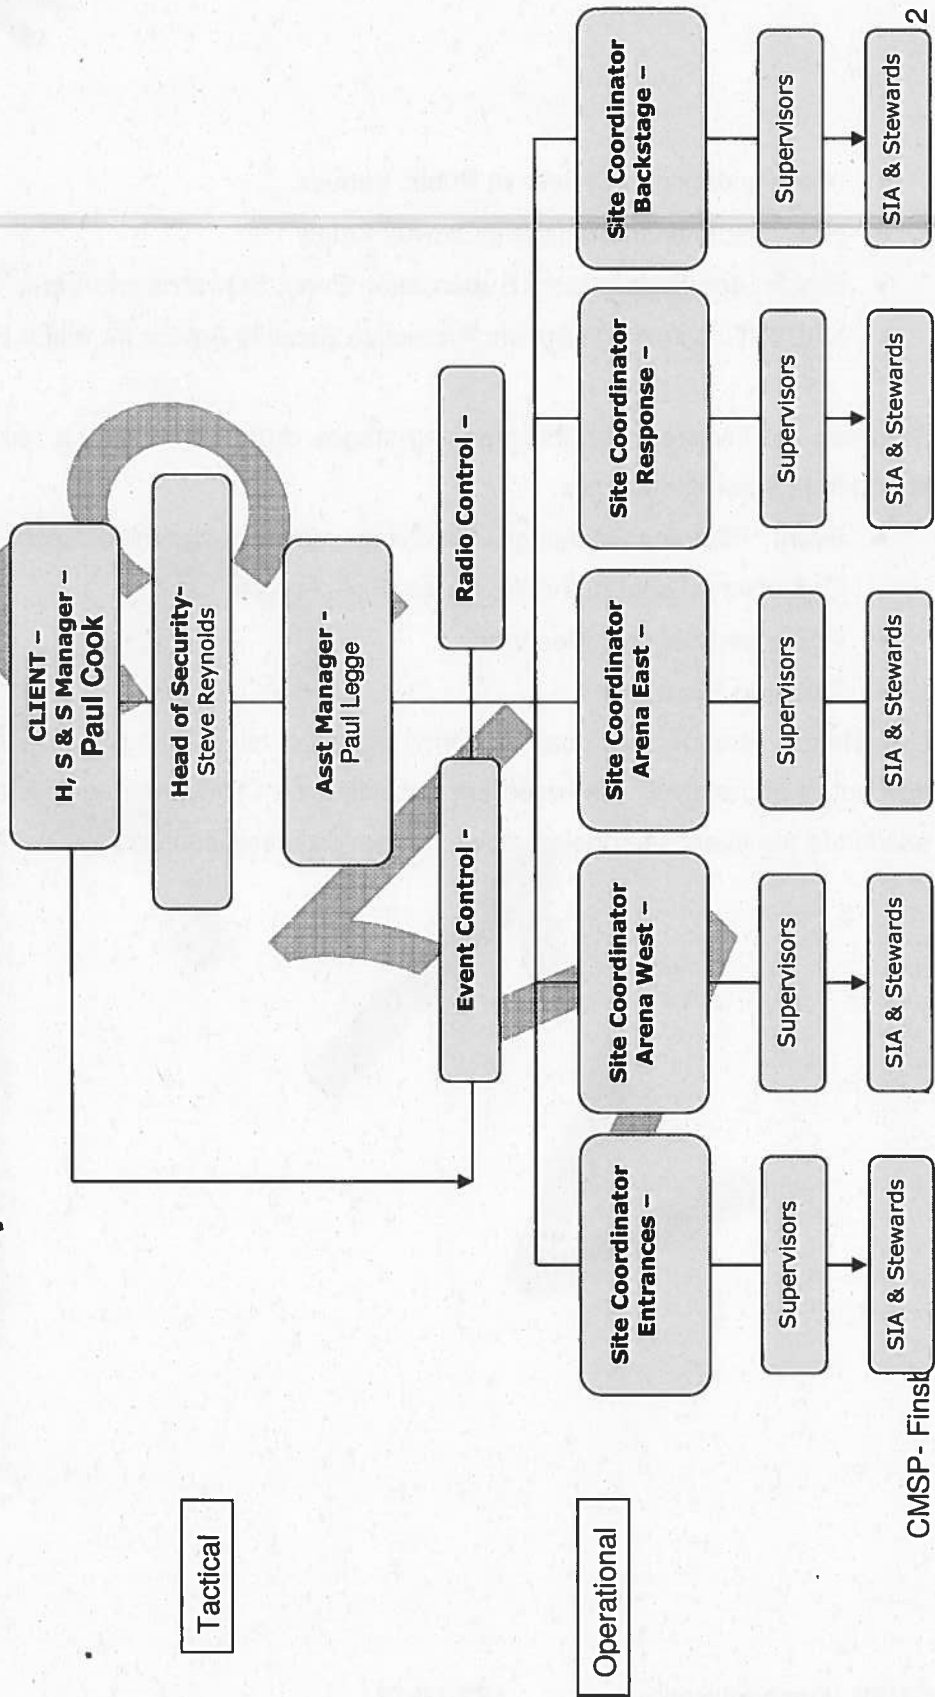 CLIENT –
H, S & S Manager –
Paul Cook
Head of Security-
Steve Reynolds
Tactical
Asst Manager -
Paul Legge
Event Control –
Radio Control –
Operational
Site Coordinator
Entrances –
Site Coordinator
Arena West –
Site Coordinator
Arena East –
Site Coordinator
Response –
Site Coordinator
Backstage –
Supervisors
Supervisors
Supervisors
Supervisors
Supervisors
SIA & Stewards
SIA & Stewards
SIA & Stewards
SIA & Stewards
SIA & Stewards
CMSP- Finsb
2